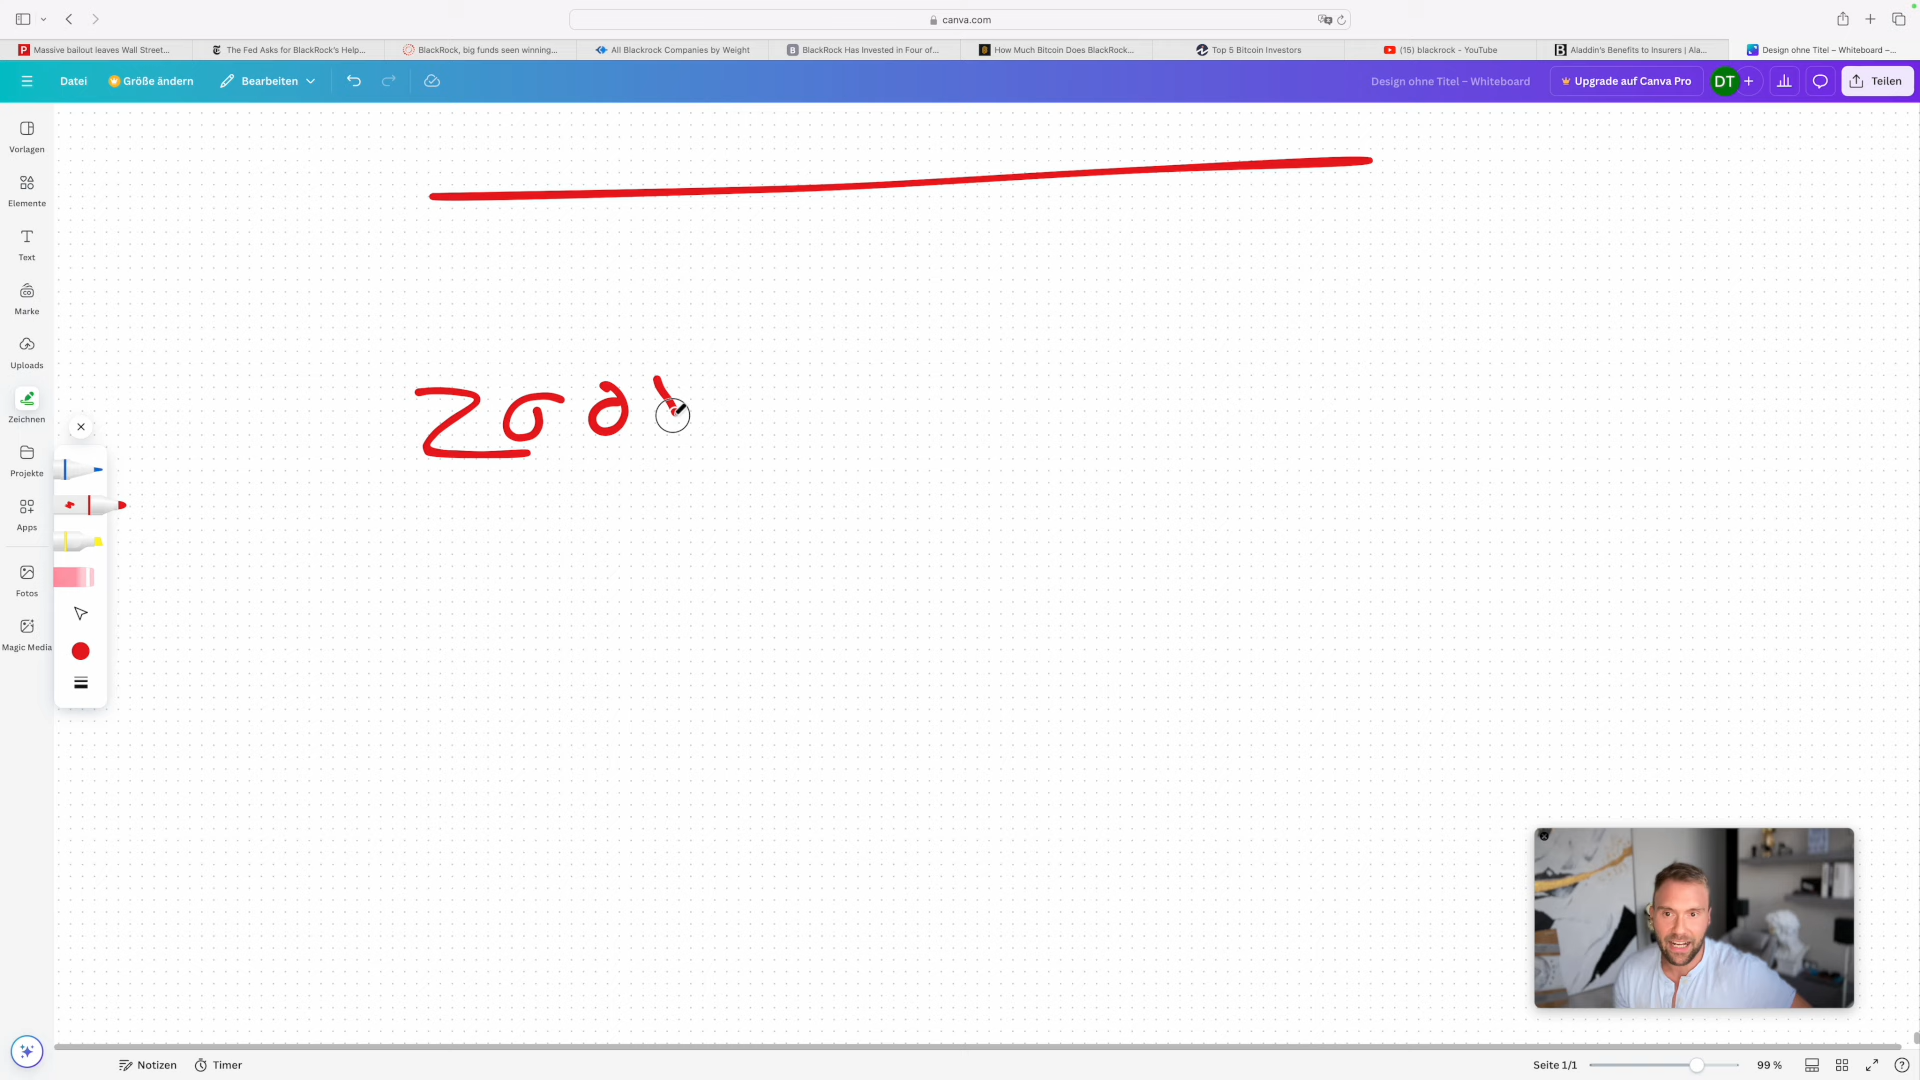 canva.com
Massive bailout leaves Wall Street...
The Fed Asks for BlackRock's Help...
BlackRock, big funds seen winning...
All Blackrock Companies by Weight
BlackRock Has Invested in Four of...
How Much Bitcoin Does BlackRock...
Top 5 Bitcoin Investors
(15) blackrock - YouTube
Aladdin's Benefits to Insurers | Ala...
Design ohne Titel – Whiteboard –...
Datei
Größe ändern
Bearbeiten
Design ohne Titel – Whiteboard
Upgrade auf Canva Pro
DT
Teilen
Vorlagen
Elemente
Text
Marke
Uploads
Zeichnen
Projekte
Apps
Fotos
Magic Media
200
Notizen
Timer
Seite 1/1
99 %